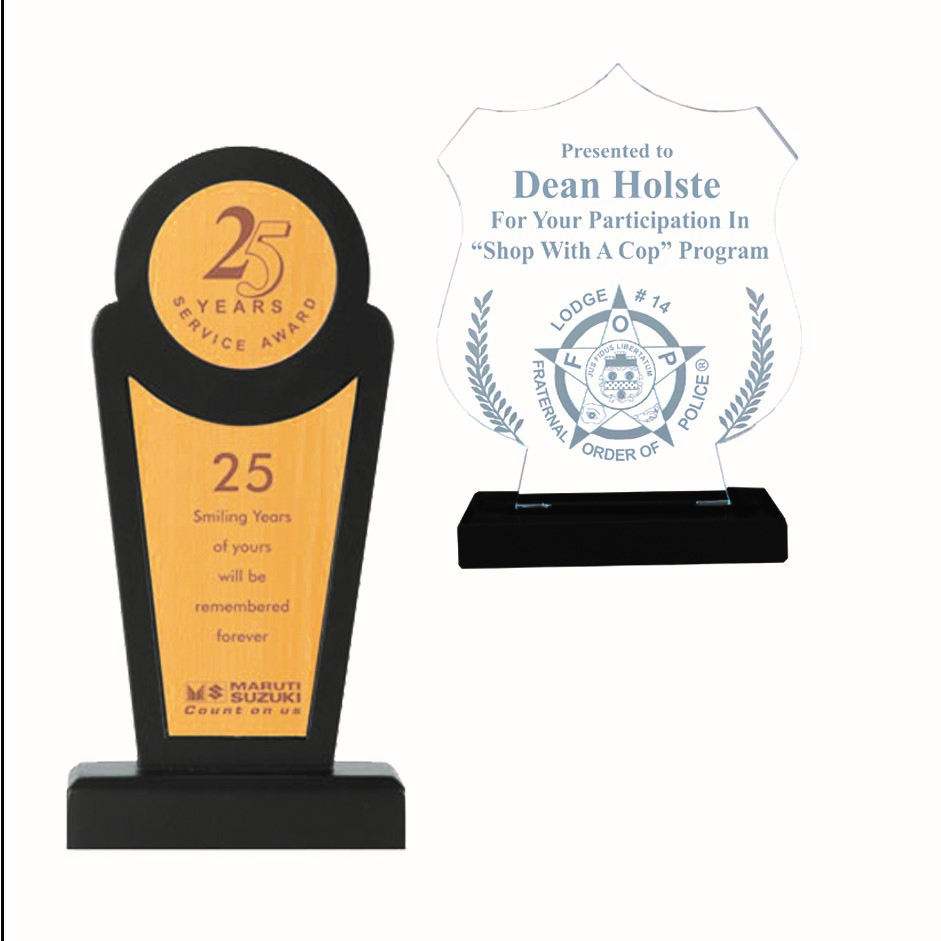 25
YEARS
SERVICE AWARD
25
Smiling Years
of yours
will be
remembered
forever
MARUTI
SUZUKI
Count on us
Presented to
Dean Holste
For Your Participation In
“Shop With A Cop” Program
LODGE # 14
F O P
JUS FIDUS LIBERTATUM
FRATERNAL ORDER OF POLICE®